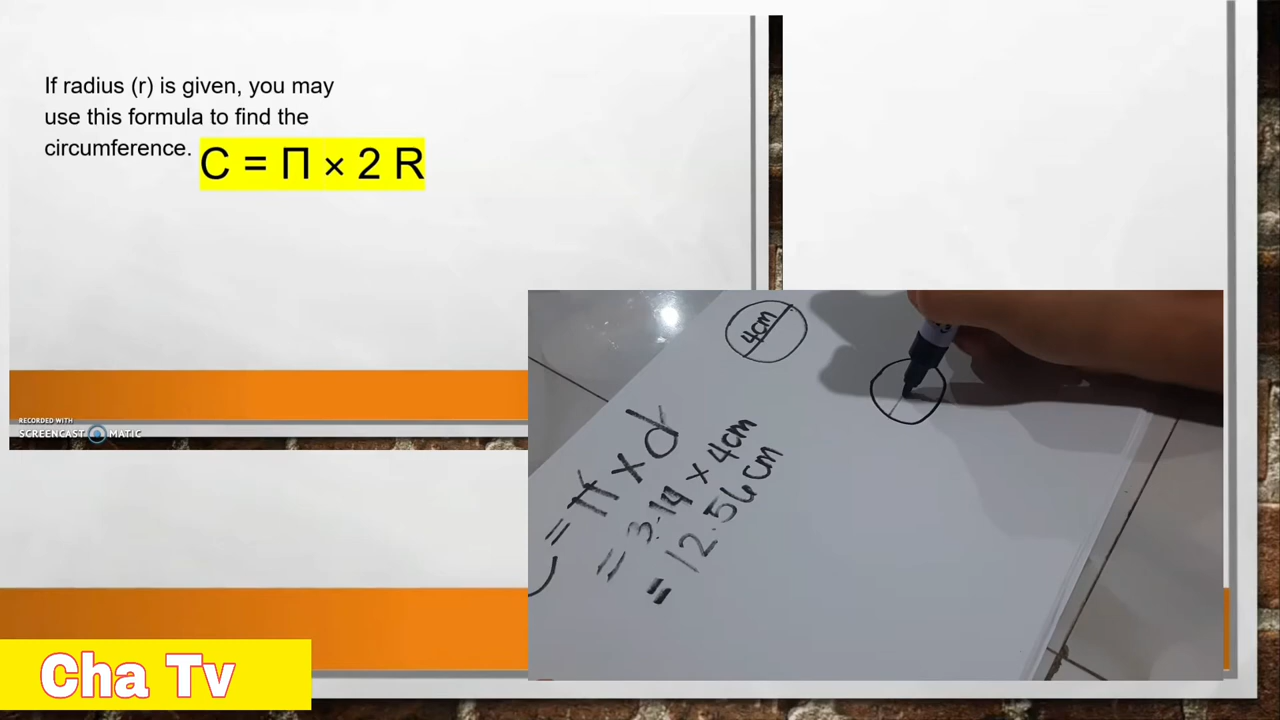 If radius (r) is given, you may
use this formula to find the
circumference.
C = Π × 2 R
4cm
C = π x d
= 3.14 x 4cm
= 12.56 cm
RECORDED WITH
SCREENCAST MATIC
Cha Tv